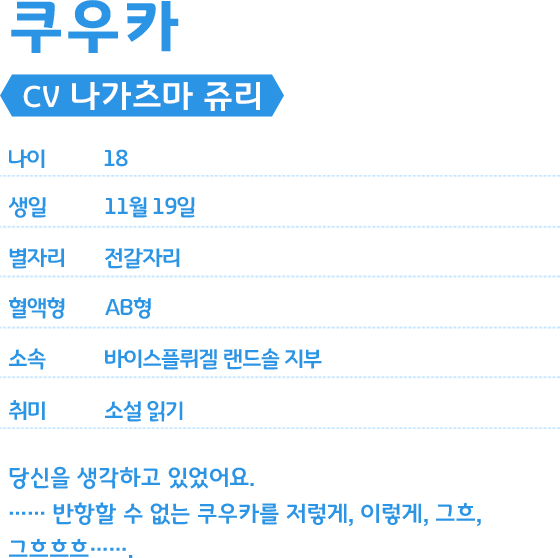 쿠우카
CV 나가츠마 쥬리
나이 18
생일 11월 19일
별자리 전갈자리
혈액형 AB형
소속 바이스플뤼겔 랜드솔 지부
취미 소설 읽기
당신을 생각하고 있었어요.
…… 반항할 수 없는 쿠우카를 저렇게, 이렇게, 그흐,
그흐흐흐…….